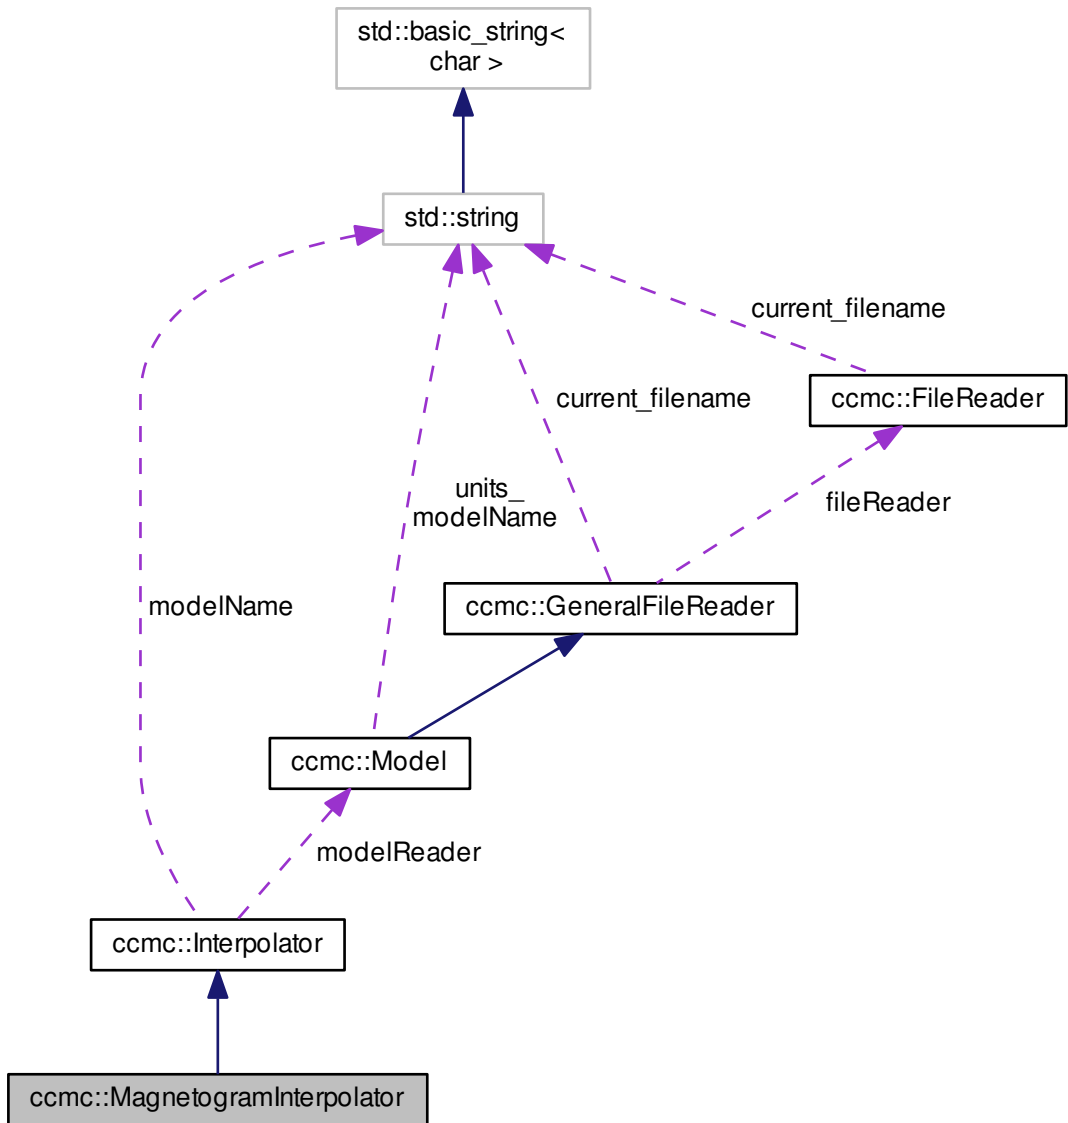 std::basic_string<
char >
std::string
current_filename
ccmc::FileReader
current_filename
units_
modelName
fileReader
modelName
ccmc::GeneralFileReader
ccmc::Model
modelReader
ccmc::Interpolator
ccmc::MagnetogramInterpolator